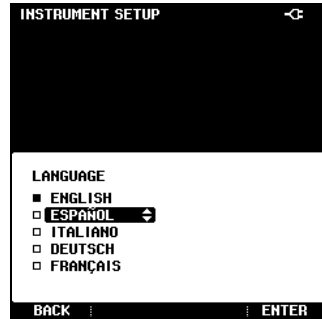 INSTRUMENT SETUP
LANGUAGE
ENGLISH
ESPAÑOL
ITALIANO
DEUTSCH
FRANÇAIS
BACK ENTER